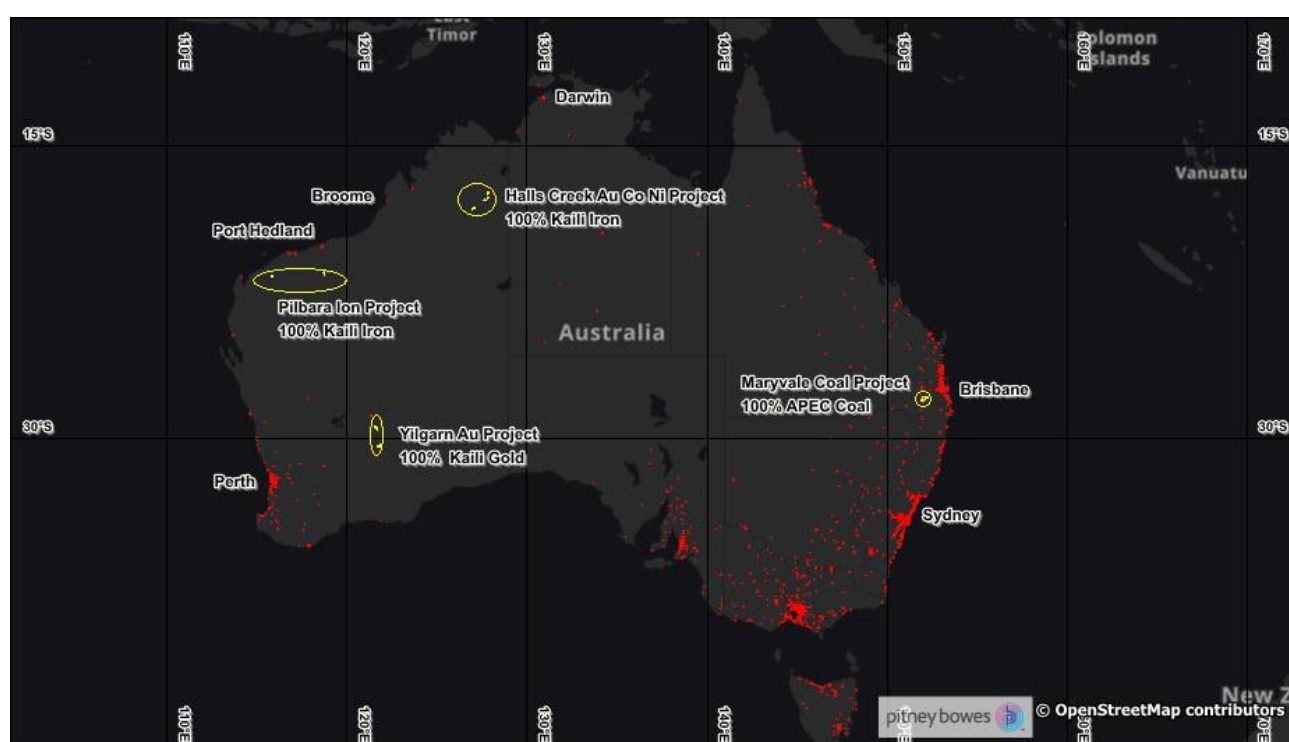 East
Timor
110°E
120°E
130°E
140°E
150°E
160°E
170°E
Solomon
Islands
Darwin
15°S
15°S
Vanuatu
Broome
Halls Creek Au Co Ni Project
100% Kaili Iron
Port Hedland
Pilbara Ion Project
100% Kaili Iron
Australia
Maryvale Coal Project
100% APEC Coal
Brisbane
30°S
30°S
Yilgarn Au Project
100% Kaili Gold
Perth
Sydney
110°E
120°E
130°E
140°E
150°E
160°E
170°E
New Z
pitney bowes
© OpenStreetMap contributors